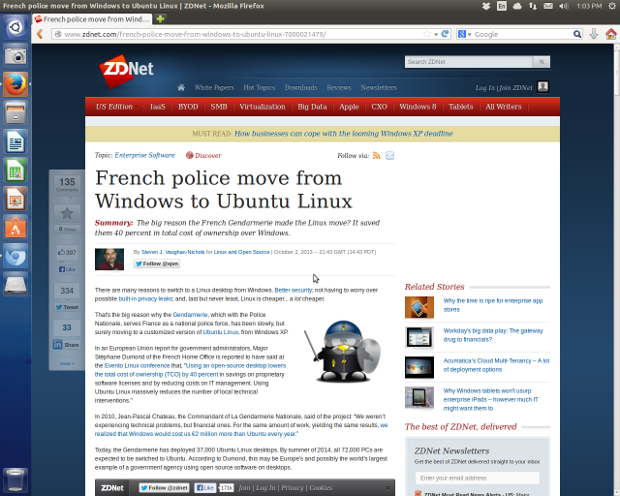 French police move from Windows to Ubuntu Linux | ZDNet - Mozilla Firefox
En
1:03 PM
French police move from Wind...
www.zdnet.com/french-police-move-from-windows-to-ubuntu-linux-7000021479/
Google
ZDNet
Search ZDNet
White Papers Hot Topics Downloads Reviews Newsletters
Log In | Join ZDNet
US Edition IaaS BYOD SMB Virtualization Big Data Apple CXO Windows 8 Tablets All Writers
MUST READ: How businesses can cope with the looming Windows XP deadline
Topic: Enterprise Software Discover
Follow via:
French police move from
Windows to Ubuntu Linux
Summary: The big reason the French Gendarmerie made the Linux move? It saved
them 40 percent in total cost of ownership over Windows.
By Steven J. Vaughan-Nichols for Linux and Open Source | October 2, 2013 -- 21:43 GMT (14:43 PDT)
Follow @sjvn
135
Comments
Votes
397
Like
334
Tweet
33
Share
more +
There are many reasons to switch to a Linux desktop from Windows. Better security; not having to worry over
possible built-in privacy leaks; and, last but never least, Linux is cheaper... a lot cheaper.
That's the big reason why the Gendarmerie, which with the Police
Nationale, serves France as a national police force, has been slowly, but
surely moving to a customized version of Ubuntu Linux, from Windows XP.
In an European Union report for government administrators, Major
Stéphane Dumond of the French Home Office is reported to have said at
the Evento Linux conference that, "Using an open-source desktop lowers
the total cost of ownership (TCO) by 40 percent in savings on proprietary
software licenses and by reducing costs on IT management. Using
Ubuntu Linux massively reduces the number of local technical
interventions."
In 2010, Jean-Pascal Chateau, the Commandant of La Gendarmerie Nationale, said of the project: "We weren't
experiencing technical problems, but financial ones. For the same amount of work, yielding the same results, we
realized that Windows would cost us €2 million more than Ubuntu every year."
Today, the Gendarmerie has deployed 37,000 Ubuntu Linux desktops. By summer of 2014, all 72,000 PCs are
expected to be switched to Ubuntu. According to Dumond, this may be Europe's and possibly the world's largest
example of a government agency using open source software on desktops.
Related Stories
Why the time is ripe for enterprise app
stores
Workday's big data play: The gateway
drug to financials?
Acumatica's Cloud Multi-Tenancy – A lot
of deployment options
Why Windows tablets won't usurp
enterprise iPads – however much IT
might want them to
The best of ZDNet, delivered
ZDNet Newsletters
Get the best of ZDNet delivered straight to your inbox
Enter your email address
ZDNet Must Read News Alerts - US: Major
ZDNet Follow @zdnet Like 171k Join | Log In | Privacy | Cookies